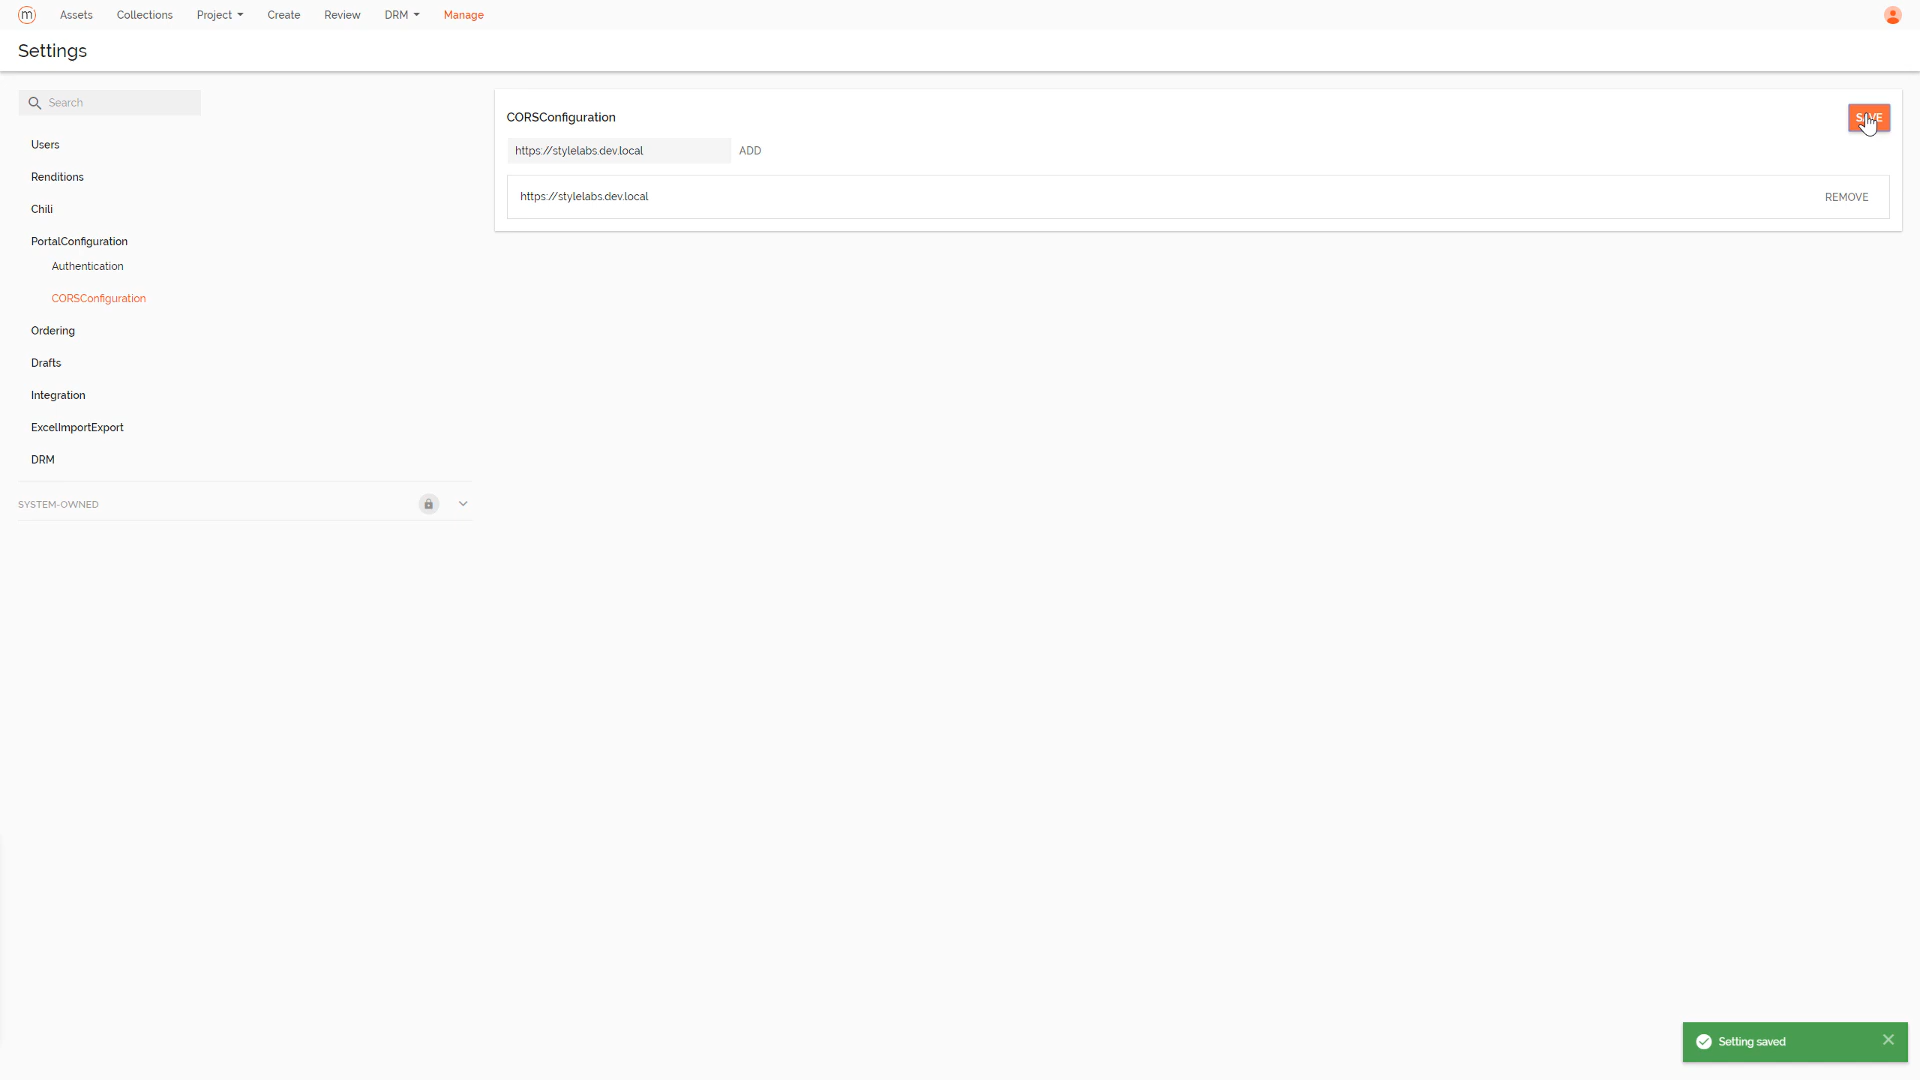 m Assets Collections Project Create Review DRM Manage
Settings
Search
Users
Renditions
Chili
PortalConfiguration
Authentication
CORSConfiguration
Ordering
Drafts
Integration
ExcelImportExport
DRM
SYSTEM-OWNED
CORSConfiguration
SAVE
https://stylelabs.dev.local ADD
https://stylelabs.dev.local REMOVE
Setting saved